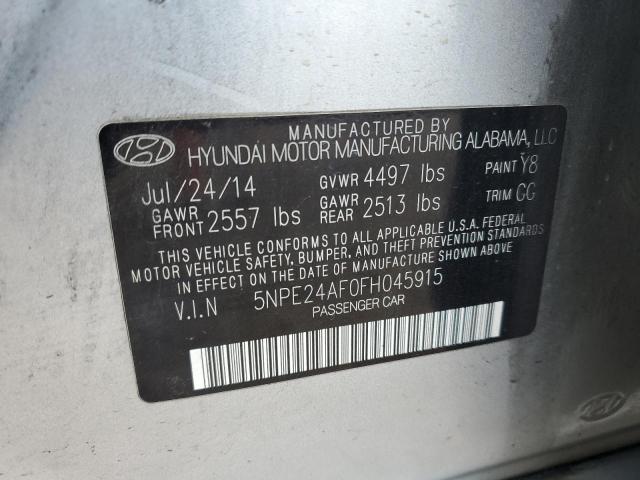 MANUFACTURED BY
HYUNDAI MOTOR MANUFACTURING ALABAMA, LLC
Jul/24/14 GVWR 4497 lbs PAINT Y8
GAWR FRONT 2557 lbs GAWR REAR 2513 lbs TRIM CG
THIS VEHICLE CONFORMS TO ALL APPLICABLE U.S.A. FEDERAL
MOTOR VEHICLE SAFETY, BUMPER, AND THEFT PREVENTION STANDARDS
IN EFFECT ON THE DATE OF MANUFACTURE SHOWN ABOVE
V.I.N 5NPE24AF0FH045915
PASSENGER CAR